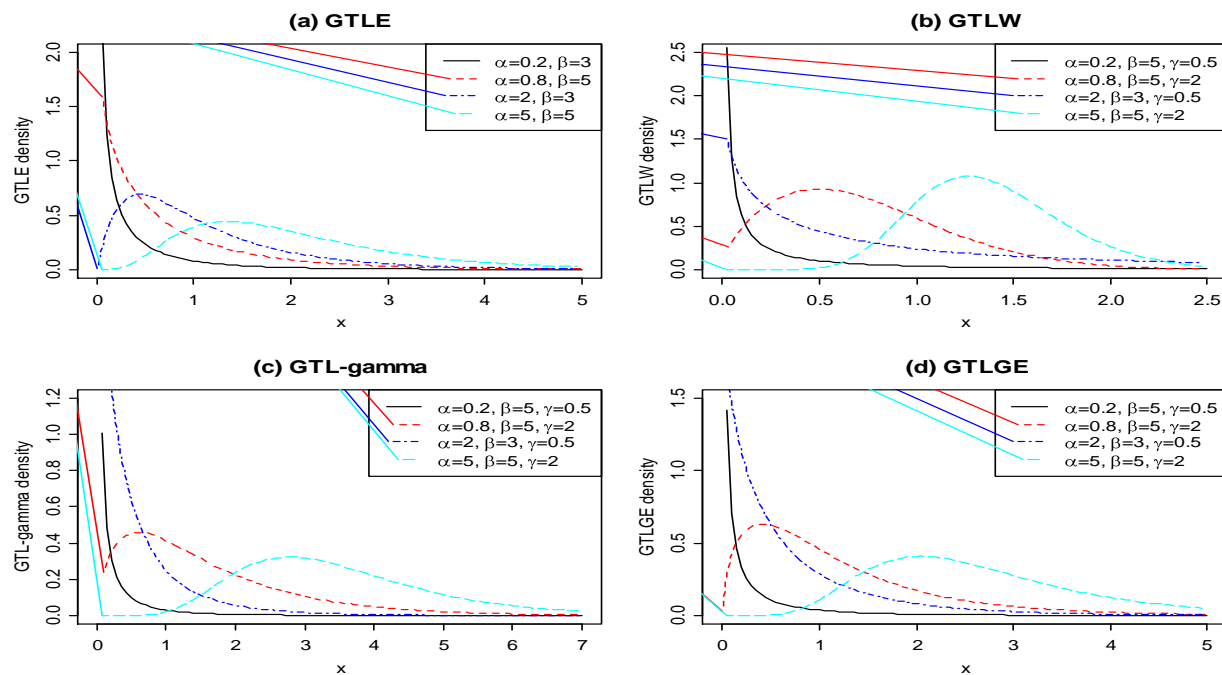 (a) GTLE
GTLE density
0.0 0.5 1.0 1.5 2.0
α=0.2, β=3
α=0.8, β=5
α=2, β=3
α=5, β=5
0 1 2 3 4 5
x
(b) GTLW
GTLW density
0.0 0.5 1.0 1.5 2.0 2.5
α=0.2, β=5, γ=0.5
α=0.8, β=5, γ=2
α=2, β=3, γ=0.5
α=5, β=5, γ=2
0.0 0.5 1.0 1.5 2.0 2.5
x
(c) GTL-gamma
GTL-gamma density
0.0 0.2 0.4 0.6 0.8 1.0 1.2
α=0.2, β=5, γ=0.5
α=0.8, β=5, γ=2
α=2, β=3, γ=0.5
α=5, β=5, γ=2
0 1 2 3 4 5 6 7
x
(d) GTLGE
GTLGE density
0.0 0.5 1.0 1.5
α=0.2, β=5, γ=0.5
α=0.8, β=5, γ=2
α=2, β=3, γ=0.5
α=5, β=5, γ=2
0 1 2 3 4 5
x